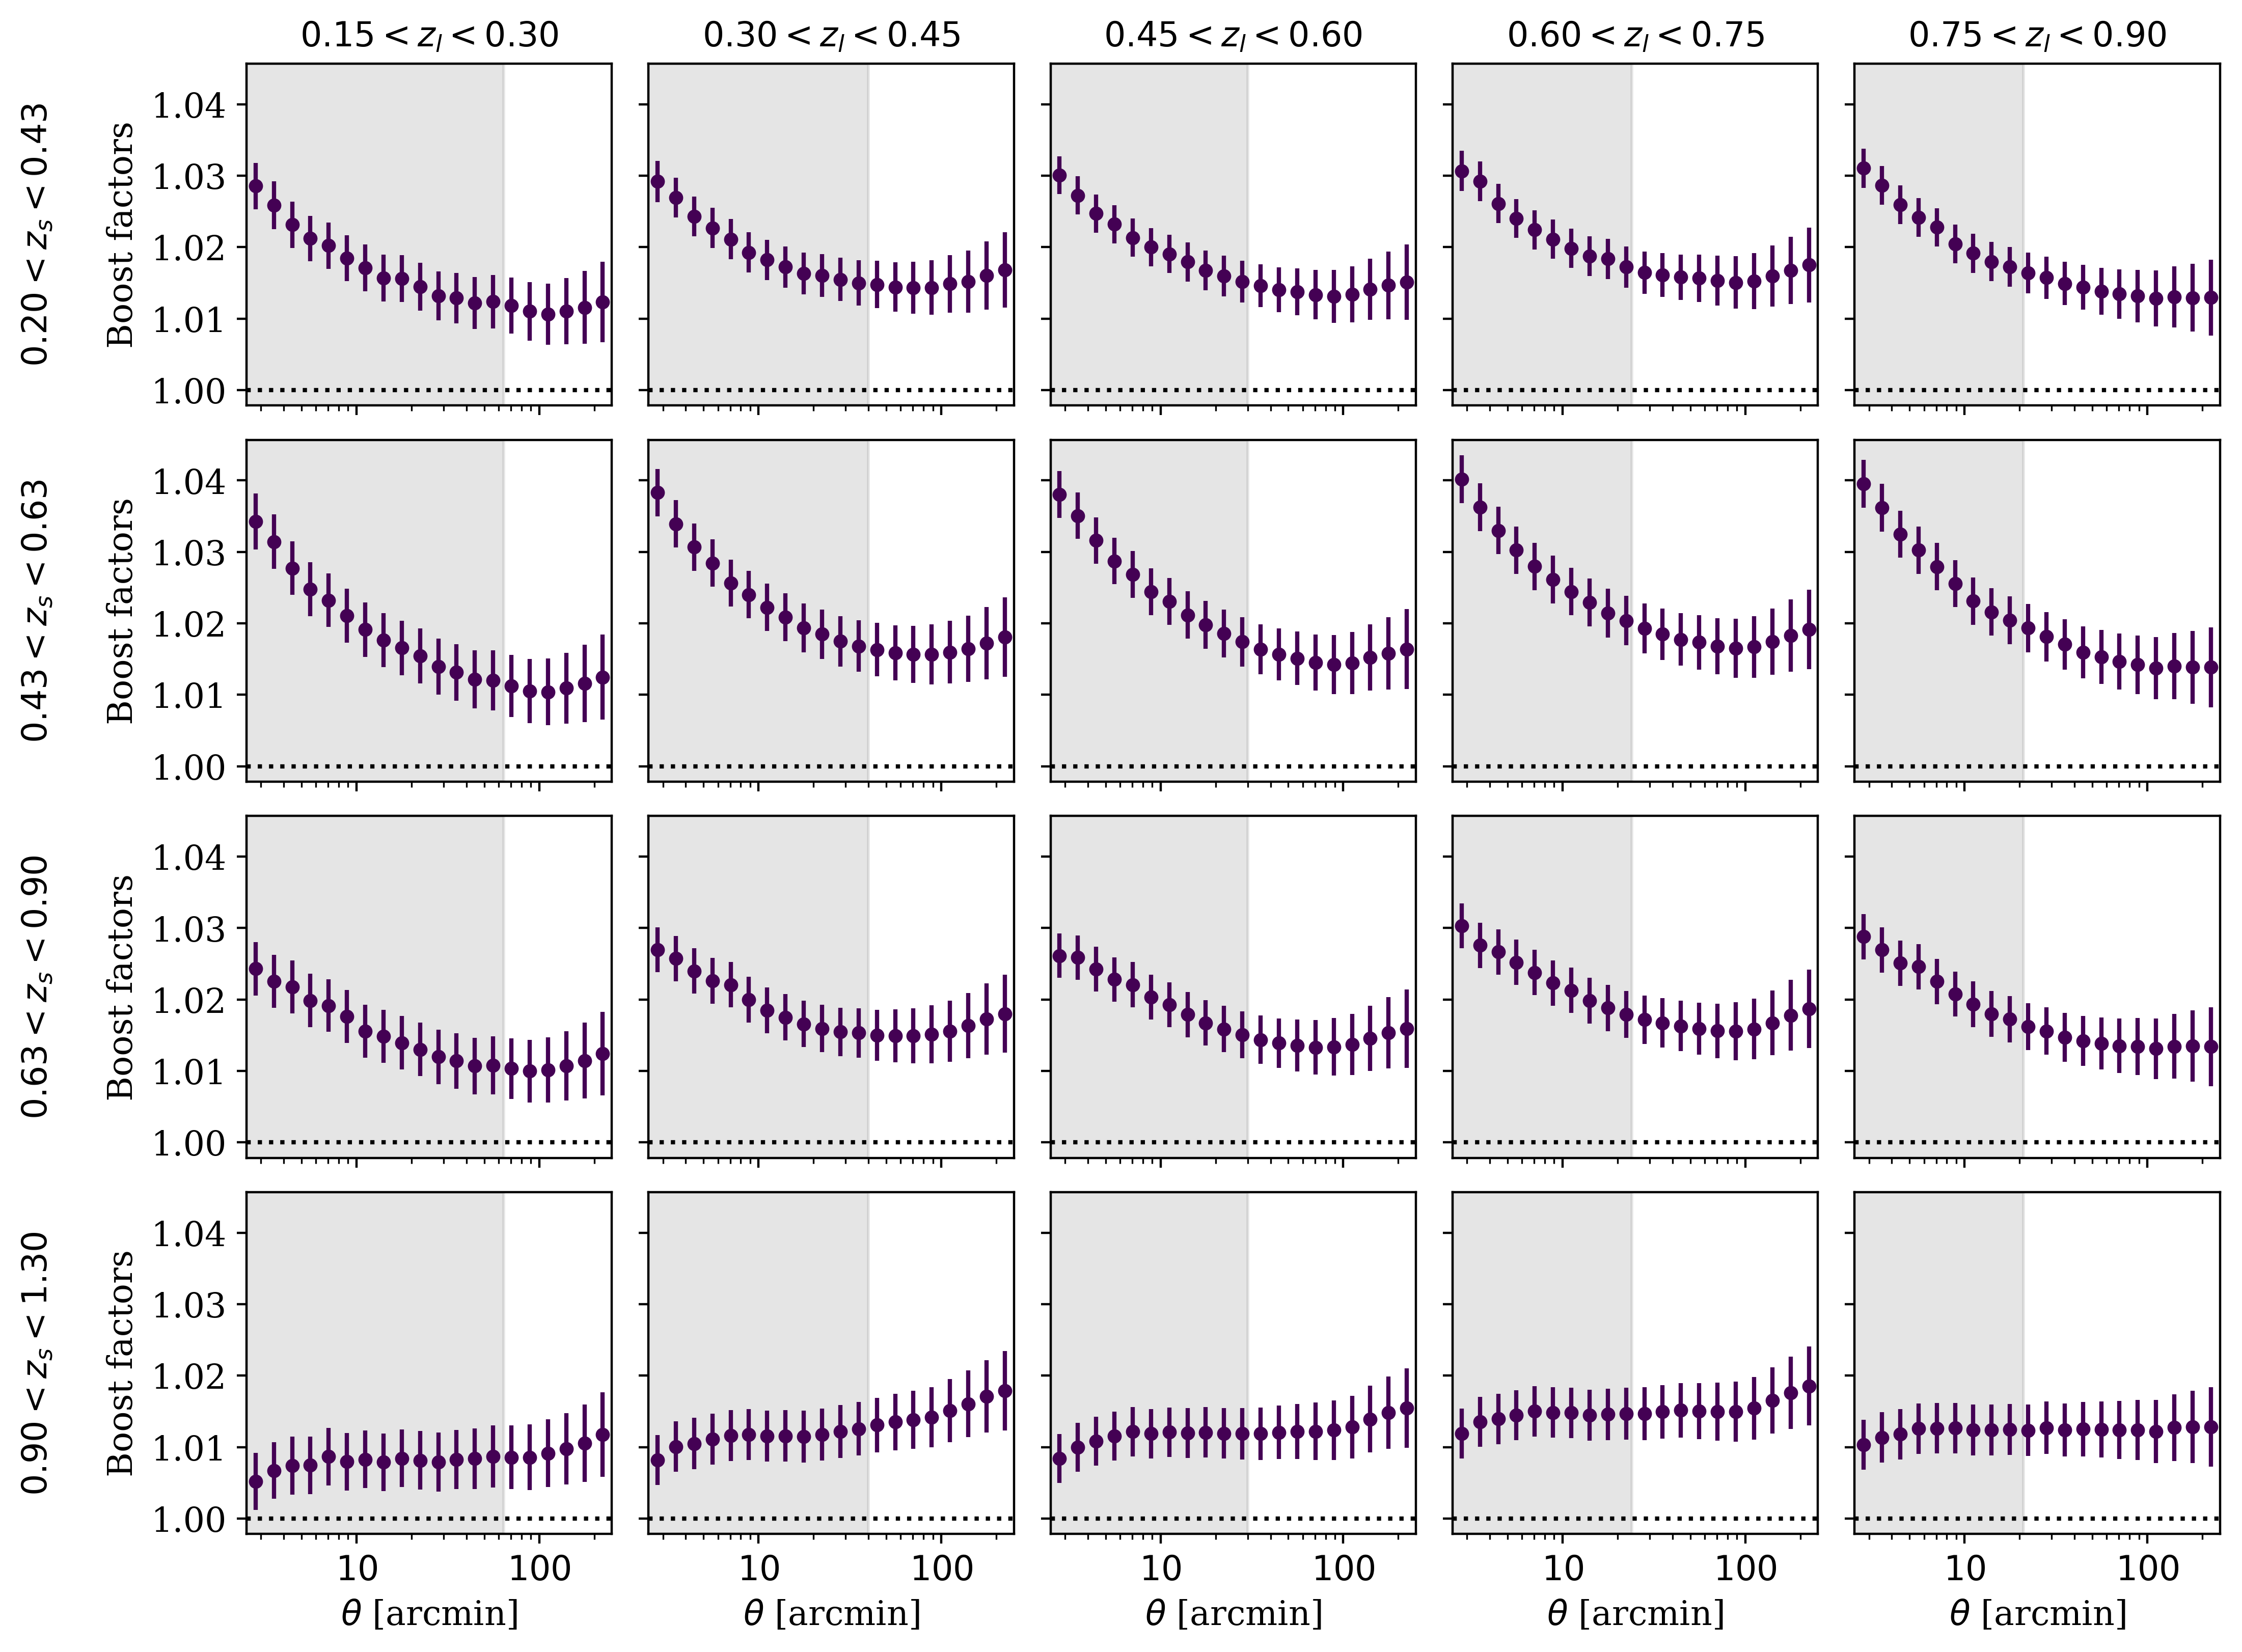 0.15 < z_l < 0.30 0.30 < z_l < 0.45 0.45 < z_l < 0.60 0.60 < z_l < 0.75 0.75 < z_l < 0.90
0.20 < z_s < 0.43
Boost factors
1.04
1.03
1.02
1.01
1.00
0.43 < z_s < 0.63
Boost factors
1.04
1.03
1.02
1.01
1.00
0.63 < z_s < 0.90
Boost factors
1.04
1.03
1.02
1.01
1.00
0.90 < z_s < 1.30
Boost factors
1.04
1.03
1.02
1.01
1.00
10 100 10 100 10 100 10 100 10 100
θ [arcmin] θ [arcmin] θ [arcmin] θ [arcmin] θ [arcmin]